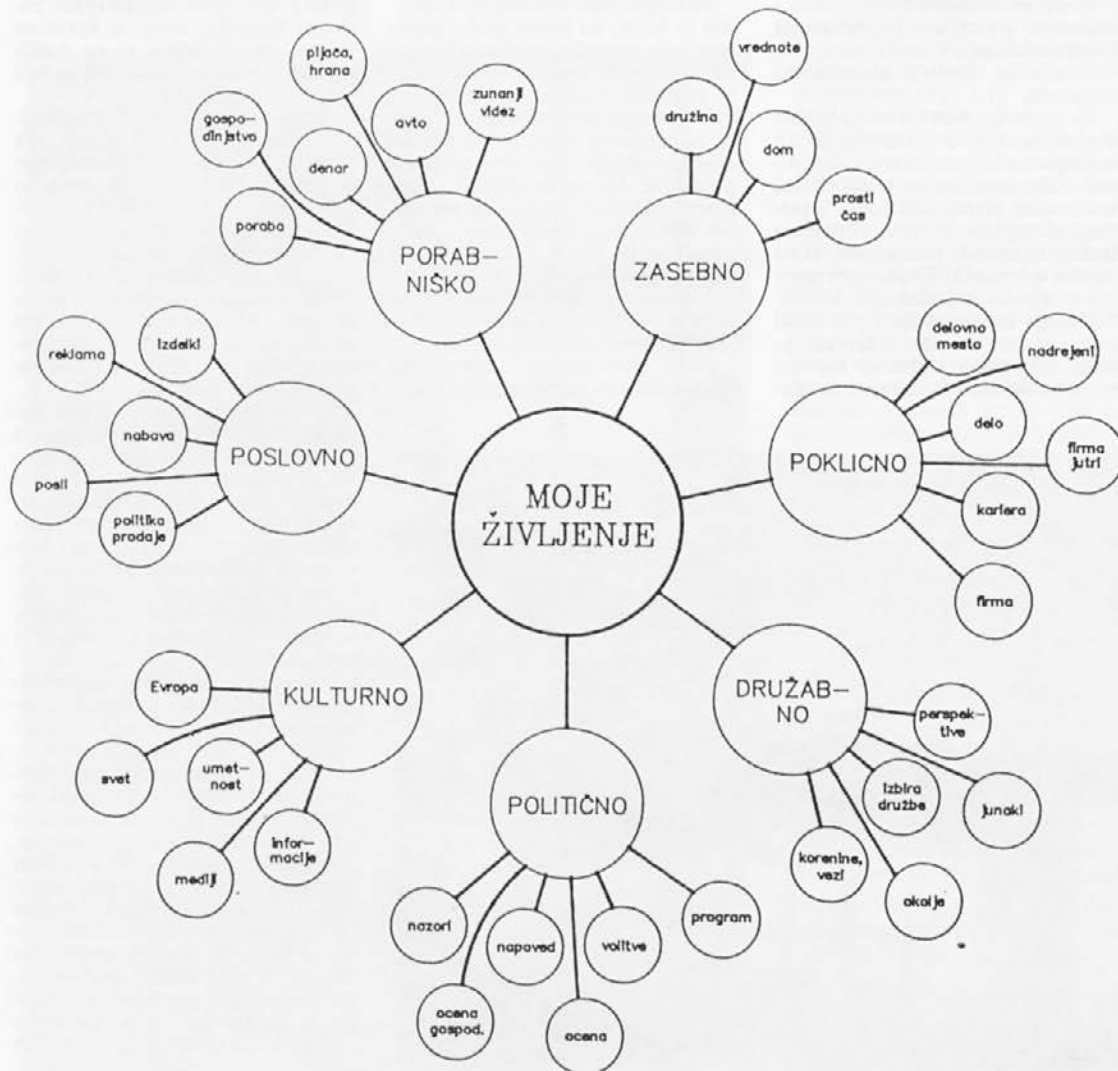 MOJE
ŽIVLJENJE
PORAB-
NIŠKO
pijača,
hrana
zunanji
videz
avto
gospo-
dinjstvo
denar
poraba
ZASEBNO
vrednote
družina
dom
prosti
čas
POKLICNO
delovno
mesto
nadrejeni
delo
firma
jutri
kariera
firma
DRUŽAB-
NO
perspek-
tive
izbira
družbe
junaki
korenine,
vezi
okolje
POLITIČNO
program
volitve
napoved
nazori
ocena
gospod.
ocena
KULTURNO
Evropa
svet
umet-
nost
infor-
macije
mediji
POSLOVNO
izdelki
reklama
nabava
posli
politika
prodaje